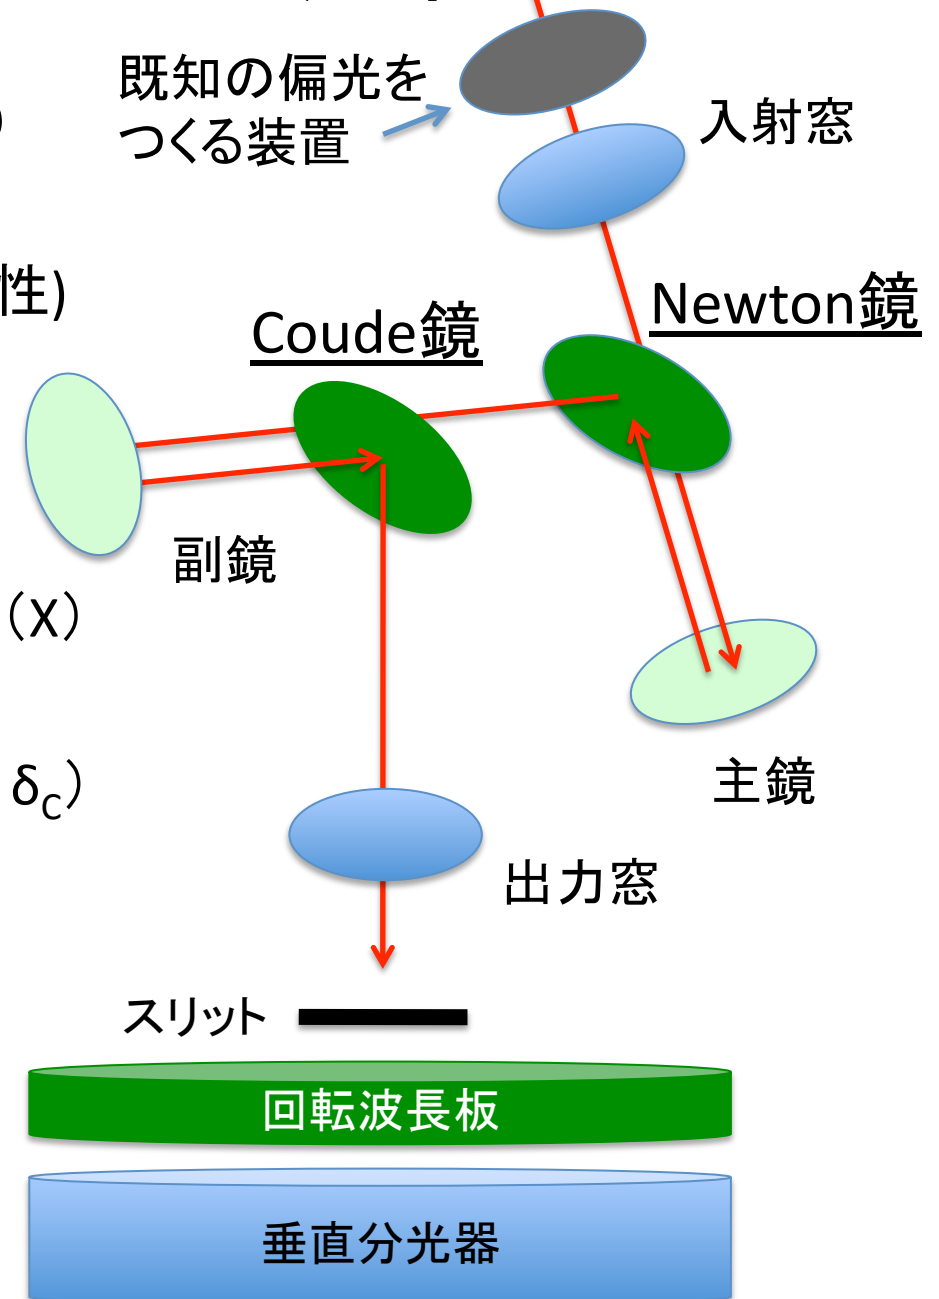 既知の偏光を
つくる装置
)
入射窓
性)
Newton鏡
Coude鏡
副鏡
（X）
主鏡
δC）
出力窓
スリット
回転波長板
垂直分光器